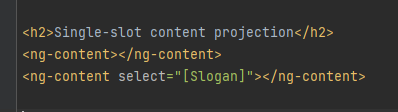 <h2>Single-slot content projection</h2>
<ng-content></ng-content>
<ng-content select="[Slogan]"></ng-content>